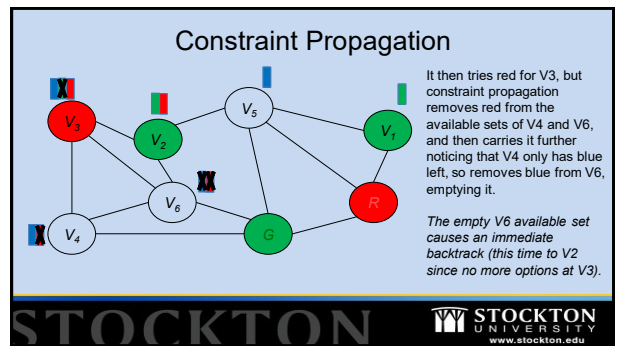 Constraint Propagation
V3
V2
V5
V1
V6
V4
G
R
It then tries red for V3, but
constraint propagation
removes red from the
available sets of V4 and V6,
and then carries it further
noticing that V4 only has blue
left, so removes blue from V6,
emptying it.
The empty V6 available set
causes an immediate
backtrack (this time to V2
since no more options at V3).
STOCKTON
STOCKTON
UNIVERSITY
www.stockton.edu